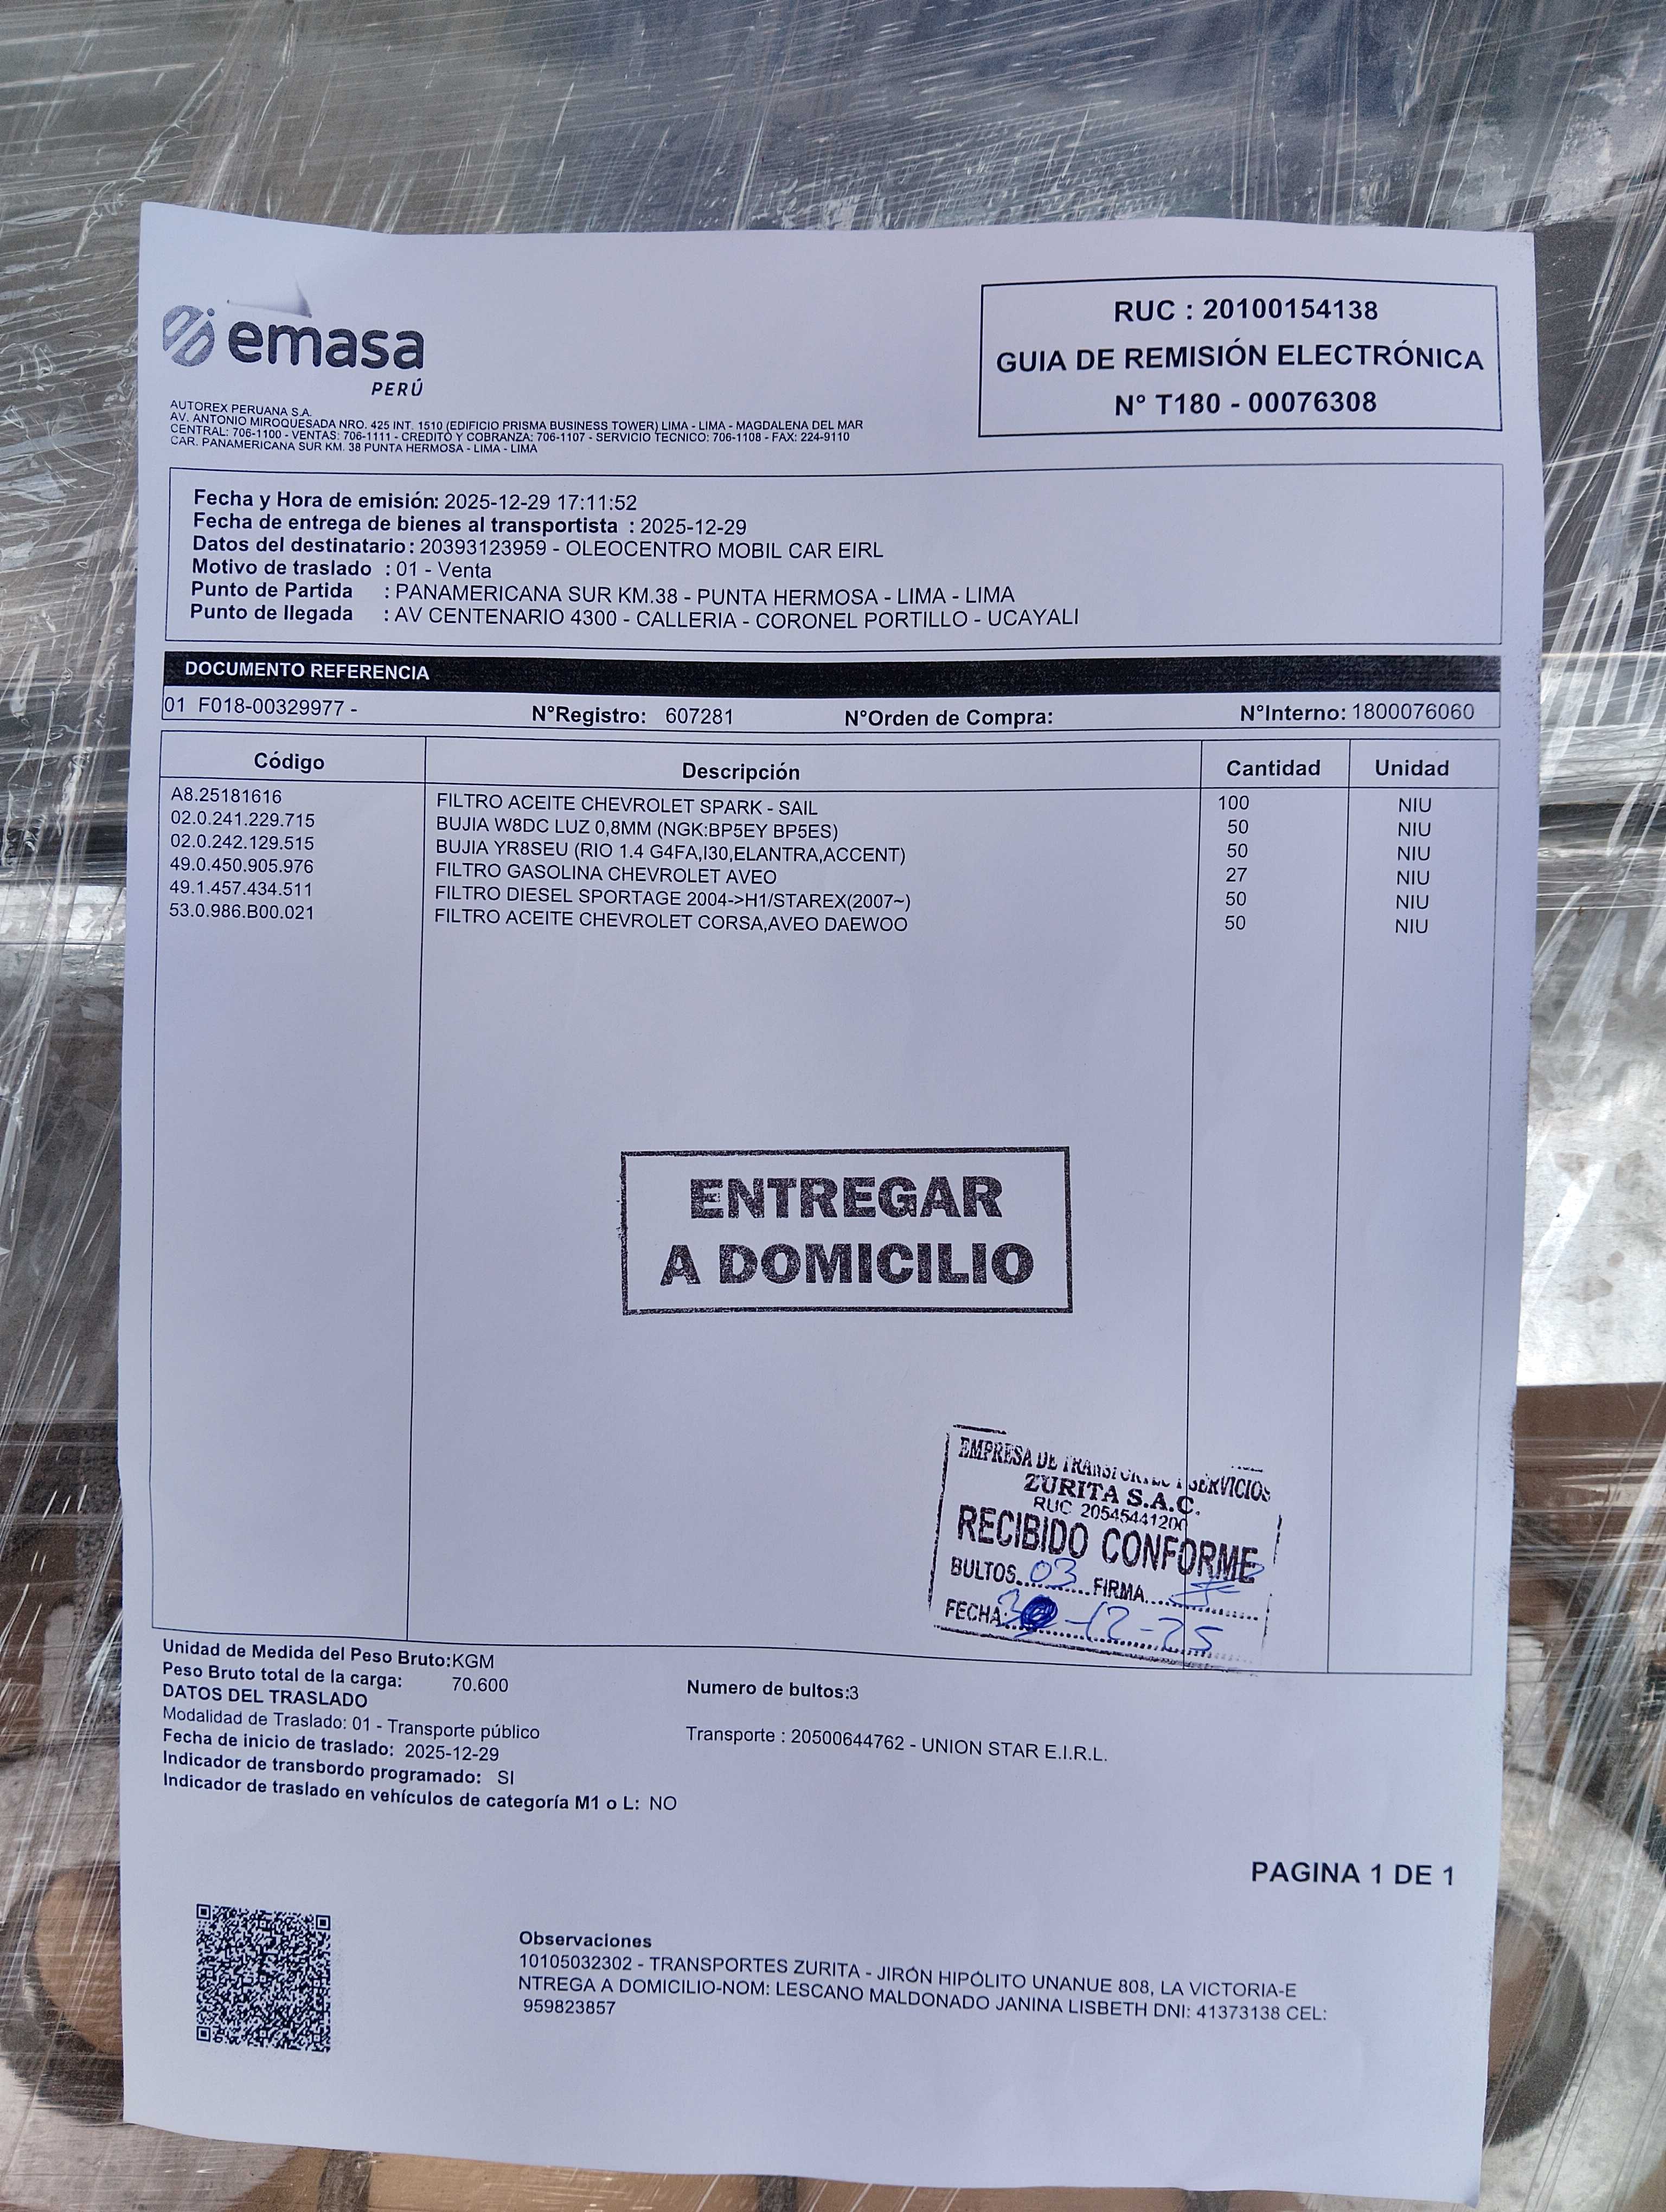 emasa
PERÚ
AUTOREX PERUANA S.A.
AV. ANTONIO MIROQUESADA NRO. 425 INT. 1510 (EDIFICIO PRISMA BUSINESS TOWER) LIMA - LIMA - MAGDALENA DEL MAR
CENTRAL: 706-1100 - VENTAS: 706-1111 - CREDITO Y COBRANZA: 706-1107 - SERVICIO TECNICO: 706-1108 - FAX: 224-9110
CAR. PANAMERICANA SUR KM. 38 PUNTA HERMOSA - LIMA - LIMA
RUC : 20100154138
GUIA DE REMISIÓN ELECTRÓNICA
N° T180 - 00076308
Fecha y Hora de emisión: 2025-12-29 17:11:52
Fecha de entrega de bienes al transportista : 2025-12-29
Datos del destinatario: 20393123959 - OLEOCENTRO MOBIL CAR EIRL
Motivo de traslado : 01 - Venta
Punto de Partida : PANAMERICANA SUR KM.38 - PUNTA HERMOSA - LIMA - LIMA
Punto de llegada : AV CENTENARIO 4300 - CALLERIA - CORONEL PORTILLO - UCAYALI
DOCUMENTO REFERENCIA
01 F018-00329977 - N°Registro: 607281 N°Orden de Compra: N°Interno: 1800076060
Código Descripción Cantidad Unidad
A8.25181616 FILTRO ACEITE CHEVROLET SPARK - SAIL 100 NIU
02.0.241.229.715 BUJIA W8DC LUZ 0,8MM (NGK:BP5EY BP5ES) 50 NIU
02.0.242.129.515 BUJIA YR8SEU (RIO 1.4 G4FA,I30,ELANTRA,ACCENT) 50 NIU
49.0.450.905.976 FILTRO GASOLINA CHEVROLET AVEO 27 NIU
49.1.457.434.511 FILTRO DIESEL SPORTAGE 2004->H1/STAREX(2007~) 50 NIU
53.0.986.B00.021 FILTRO ACEITE CHEVROLET CORSA,AVEO DAEWOO 50 NIU
ENTREGAR
A DOMICILIO
EMPRESA DE TRANSPORTES Y SERVICIOS
ZURITA S.A.C.
RUC 20545441200
RECIBIDO CONFORME
BULTOS 03 FIRMA
FECHA: -12-25
Unidad de Medida del Peso Bruto:KGM
Peso Bruto total de la carga: 70.600 Numero de bultos:3
DATOS DEL TRASLADO
Modalidad de Traslado: 01 - Transporte público Transporte : 20500644762 - UNION STAR E.I.R.L.
Fecha de inicio de traslado: 2025-12-29
Indicador de transbordo programado: SI
Indicador de traslado en vehículos de categoría M1 o L: NO
PAGINA 1 DE 1
Observaciones
10105032302 - TRANSPORTES ZURITA - JIRÓN HIPÓLITO UNANUE 808, LA VICTORIA-E
NTREGA A DOMICILIO-NOM: LESCANO MALDONADO JANINA LISBETH DNI: 41373138 CEL:
959823857